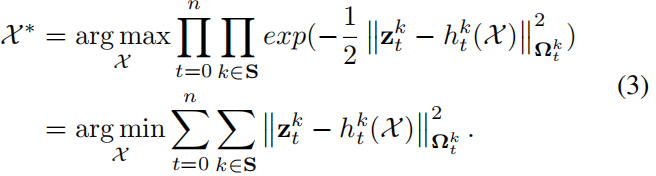 𝒳* = arg max_𝒳 ∏_{t=0}^{n} ∏_{k∈𝐒} exp(−1/2 ‖𝐳_t^k − h_t^k(𝒳)‖²_{𝛀_t^k})
(3)
= arg min_𝒳 ∑_{t=0}^{n} ∑_{k∈𝐒} ‖𝐳_t^k − h_t^k(𝒳)‖²_{𝛀_t^k} .